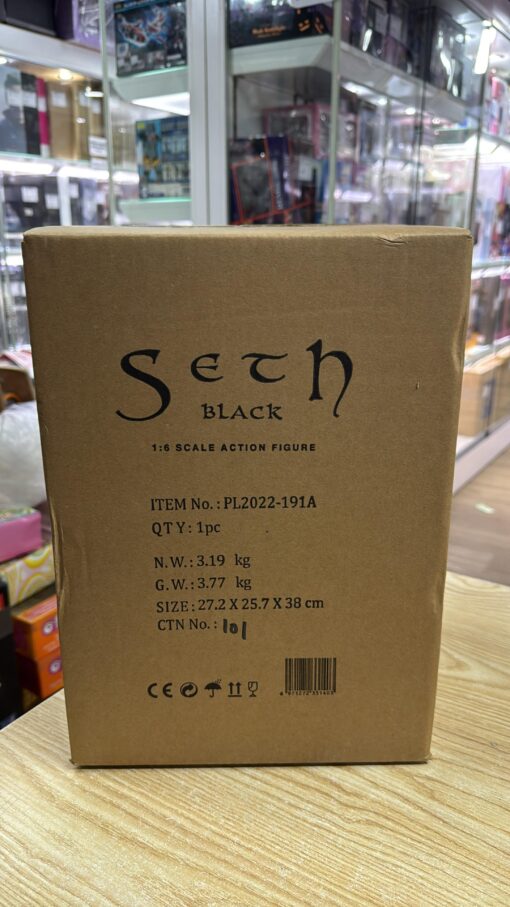 Seth
BLACK
1:6 SCALE ACTION FIGURE
ITEM No.: PL2022-191A
QTY: 1pc
N.W.: 3.19 kg
G.W.: 3.77 kg
SIZE: 27.2 X 25.7 X 38 cm
CTN No.: 101
CE